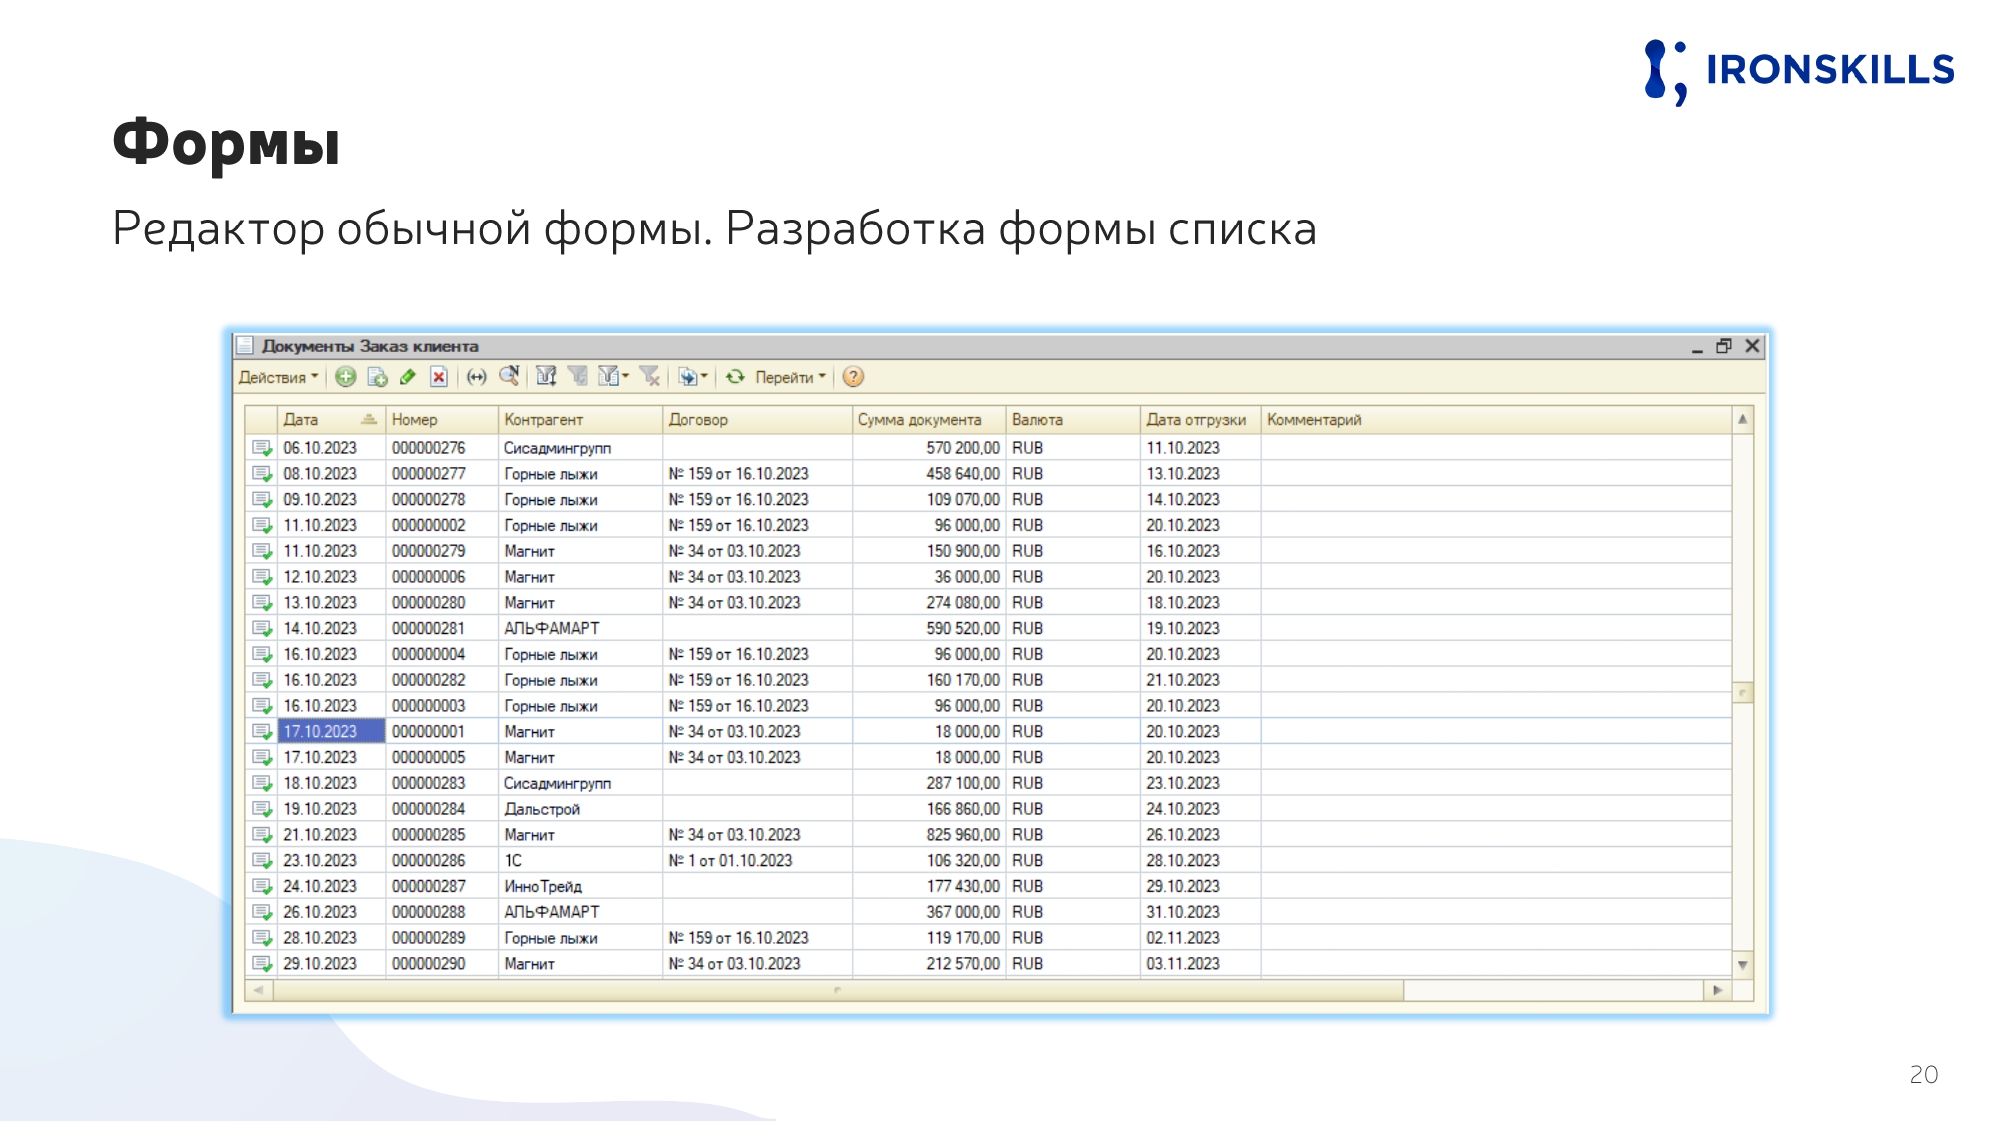 IRONSKILLS
Формы
Редактор обычной формы. Разработка формы списка
Документы Заказ клиента
Действия Перейти
Дата Номер Контрагент Договор Сумма документа Валюта Дата отгрузки Комментарий
06.10.2023 000000276 Сисадмингрупп 570 200,00 RUB 11.10.2023
08.10.2023 000000277 Горные лыжи № 159 от 16.10.2023 458 640,00 RUB 13.10.2023
09.10.2023 000000278 Горные лыжи № 159 от 16.10.2023 109 070,00 RUB 14.10.2023
11.10.2023 000000002 Горные лыжи № 159 от 16.10.2023 96 000,00 RUB 20.10.2023
11.10.2023 000000279 Магнит № 34 от 03.10.2023 150 900,00 RUB 16.10.2023
12.10.2023 000000006 Магнит № 34 от 03.10.2023 36 000,00 RUB 20.10.2023
13.10.2023 000000280 Магнит № 34 от 03.10.2023 274 080,00 RUB 18.10.2023
14.10.2023 000000281 АЛЬФАМАРТ 590 520,00 RUB 19.10.2023
16.10.2023 000000004 Горные лыжи № 159 от 16.10.2023 96 000,00 RUB 20.10.2023
16.10.2023 000000282 Горные лыжи № 159 от 16.10.2023 160 170,00 RUB 21.10.2023
16.10.2023 000000003 Горные лыжи № 159 от 16.10.2023 96 000,00 RUB 20.10.2023
17.10.2023 000000001 Магнит № 34 от 03.10.2023 18 000,00 RUB 20.10.2023
17.10.2023 000000005 Магнит № 34 от 03.10.2023 18 000,00 RUB 20.10.2023
18.10.2023 000000283 Сисадмингрупп 287 100,00 RUB 23.10.2023
19.10.2023 000000284 Дальстрой 166 860,00 RUB 24.10.2023
21.10.2023 000000285 Магнит № 34 от 03.10.2023 825 960,00 RUB 26.10.2023
23.10.2023 000000286 1С № 1 от 01.10.2023 106 320,00 RUB 28.10.2023
24.10.2023 000000287 ИнноТрейд 177 430,00 RUB 29.10.2023
26.10.2023 000000288 АЛЬФАМАРТ 367 000,00 RUB 31.10.2023
28.10.2023 000000289 Горные лыжи № 159 от 16.10.2023 119 170,00 RUB 02.11.2023
29.10.2023 000000290 Магнит № 34 от 03.10.2023 212 570,00 RUB 03.11.2023
20